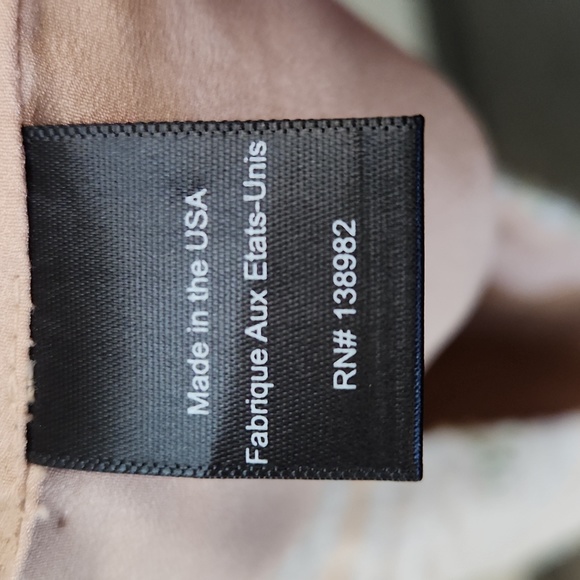 Made in the USA
Fabrique Aux Etats-Unis
RN# 138982